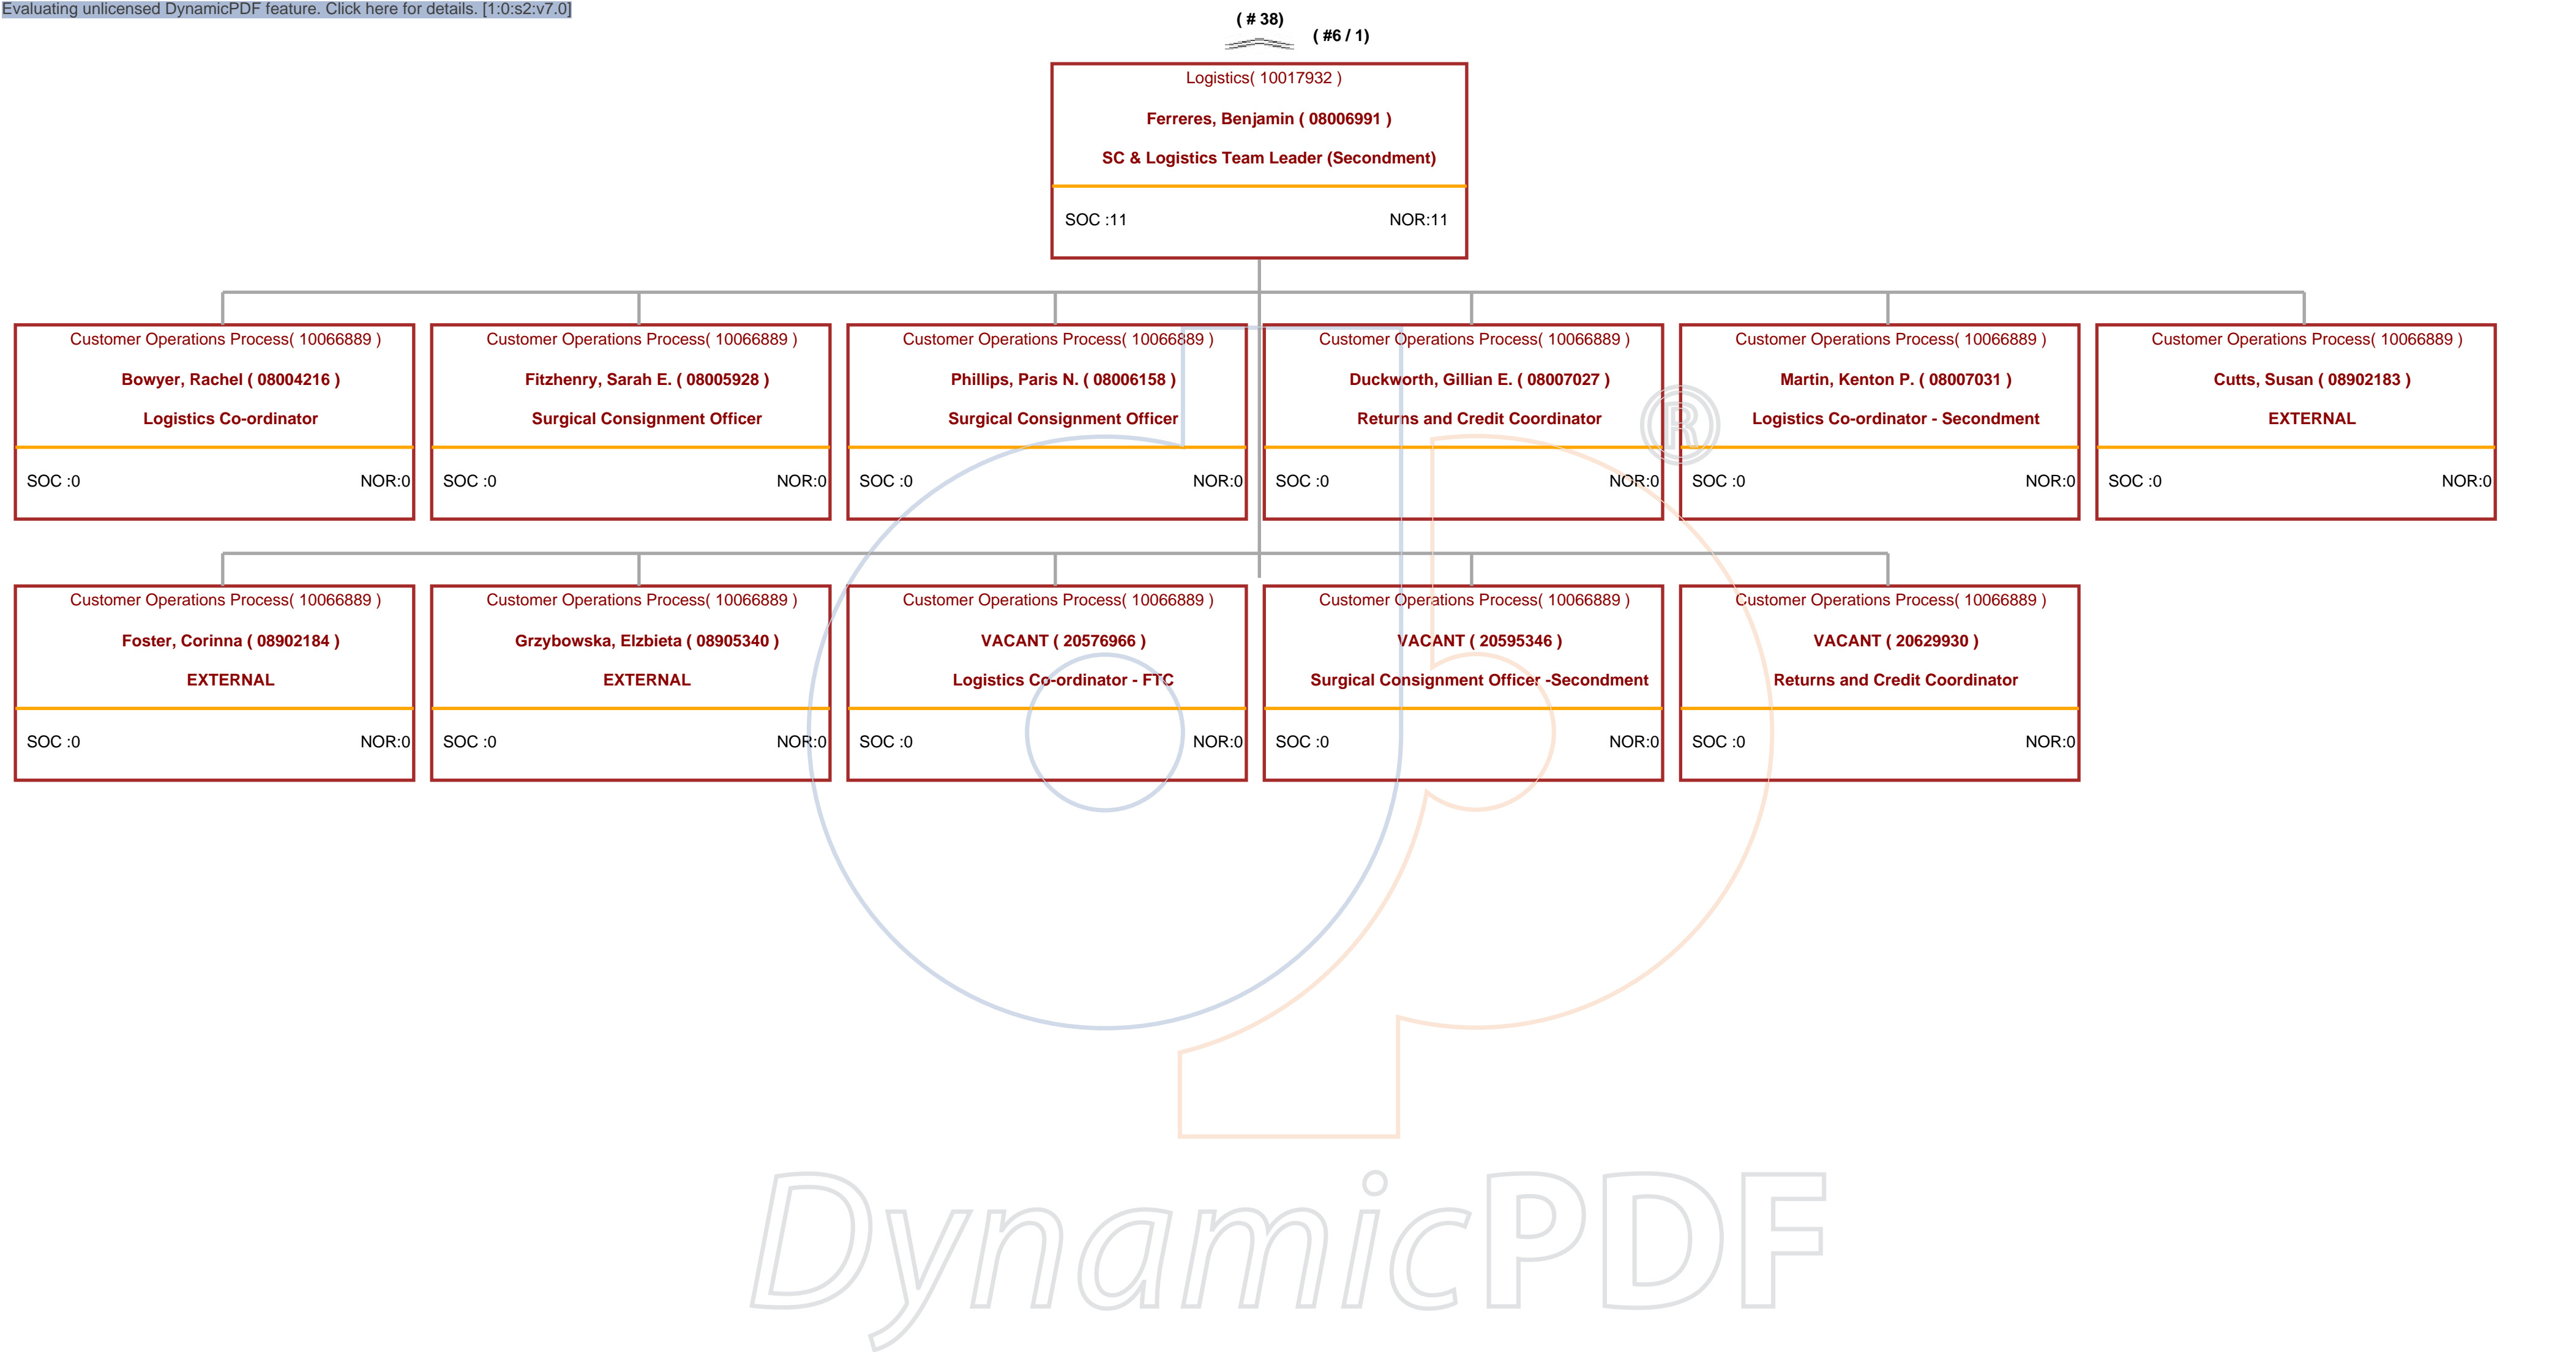 Evaluating unlicensed DynamicPDF feature. Click here for details. [1:0:s2:v7.0]
( # 38)
( #6 / 1)
Logistics( 10017932 )
Ferreres, Benjamin ( 08006991 )
SC & Logistics Team Leader (Secondment)
SOC :11 NOR:11
Customer Operations Process( 10066889 )
Bowyer, Rachel ( 08004216 )
Logistics Co-ordinator
SOC :0 NOR:0
Customer Operations Process( 10066889 )
Fitzhenry, Sarah E. ( 08005928 )
Surgical Consignment Officer
SOC :0 NOR:0
Customer Operations Process( 10066889 )
Phillips, Paris N. ( 08006158 )
Surgical Consignment Officer
SOC :0 NOR:0
Customer Operations Process( 10066889 )
Duckworth, Gillian E. ( 08007027 )
Returns and Credit Coordinator
SOC :0 NOR:0
Customer Operations Process( 10066889 )
Martin, Kenton P. ( 08007031 )
Logistics Co-ordinator - Secondment
SOC :0 NOR:0
Customer Operations Process( 10066889 )
Cutts, Susan ( 08902183 )
EXTERNAL
SOC :0 NOR:0
Customer Operations Process( 10066889 )
Foster, Corinna ( 08902184 )
EXTERNAL
SOC :0 NOR:0
Customer Operations Process( 10066889 )
Grzybowska, Elzbieta ( 08905340 )
EXTERNAL
SOC :0 NOR:0
Customer Operations Process( 10066889 )
VACANT ( 20576966 )
Logistics Co-ordinator - FTC
SOC :0 NOR:0
Customer Operations Process( 10066889 )
VACANT ( 20595346 )
Surgical Consignment Officer -Secondment
SOC :0 NOR:0
Customer Operations Process( 10066889 )
VACANT ( 20629930 )
Returns and Credit Coordinator
SOC :0 NOR:0
®
DynamicPDF